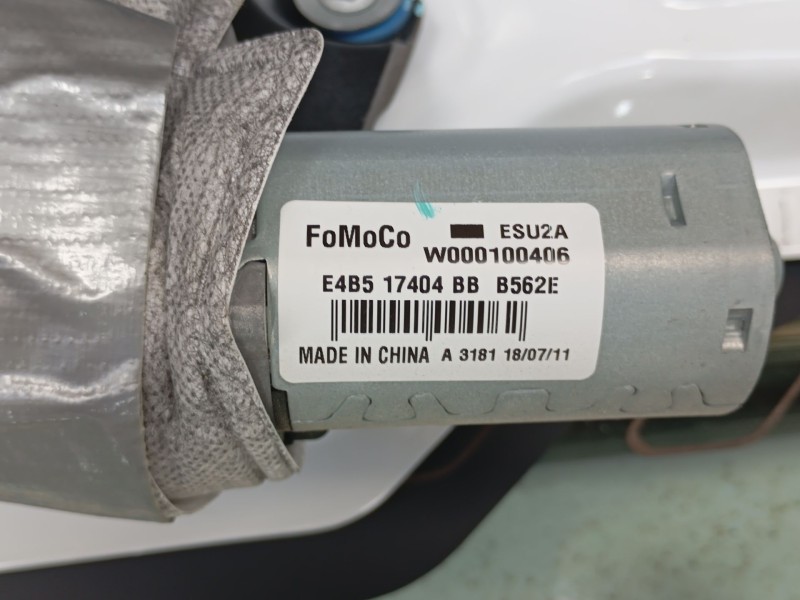 FoMoCo ESU2A
W000100406
E4B5 17404 BB B562E
MADE IN CHINA A 3181 18/07/11